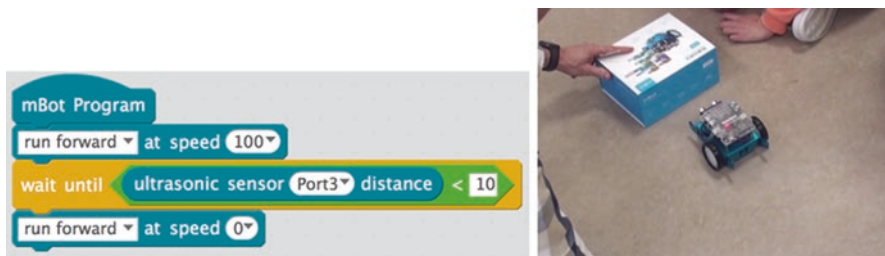 mBot Program
run forward at speed 100
wait until ultrasonic sensor Port3 distance < 10
run forward at speed 0